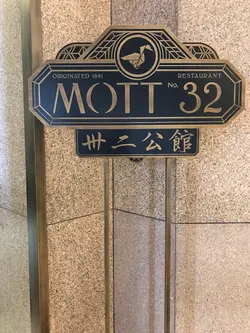 ORIGINATED 1891 RESTAURANT
MOTT No. 32
卅二公館